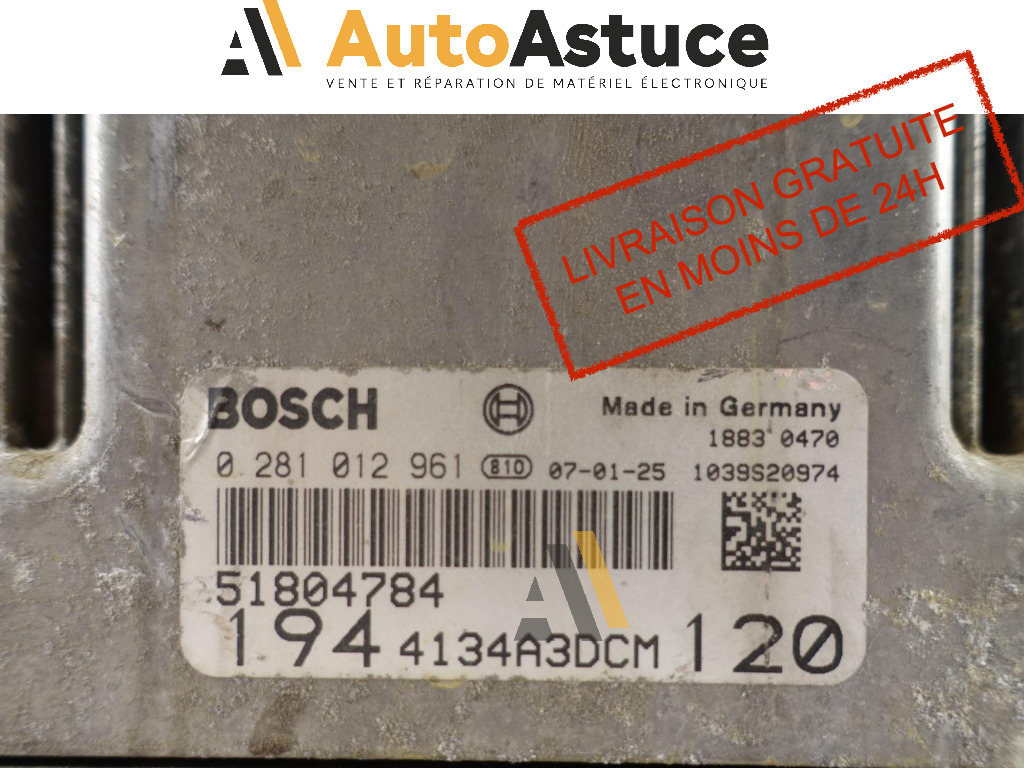 AutoAstuce
VENTE ET RÉPARATION DE MATÉRIEL ÉLECTRONIQUE
LIVRAISON GRATUITE
EN MOINS DE 24H
BOSCH
Made in Germany
1883 0470
0 281 012 961 810 07-01-25 1039S20974
51804784
194 4134A3DCM 120